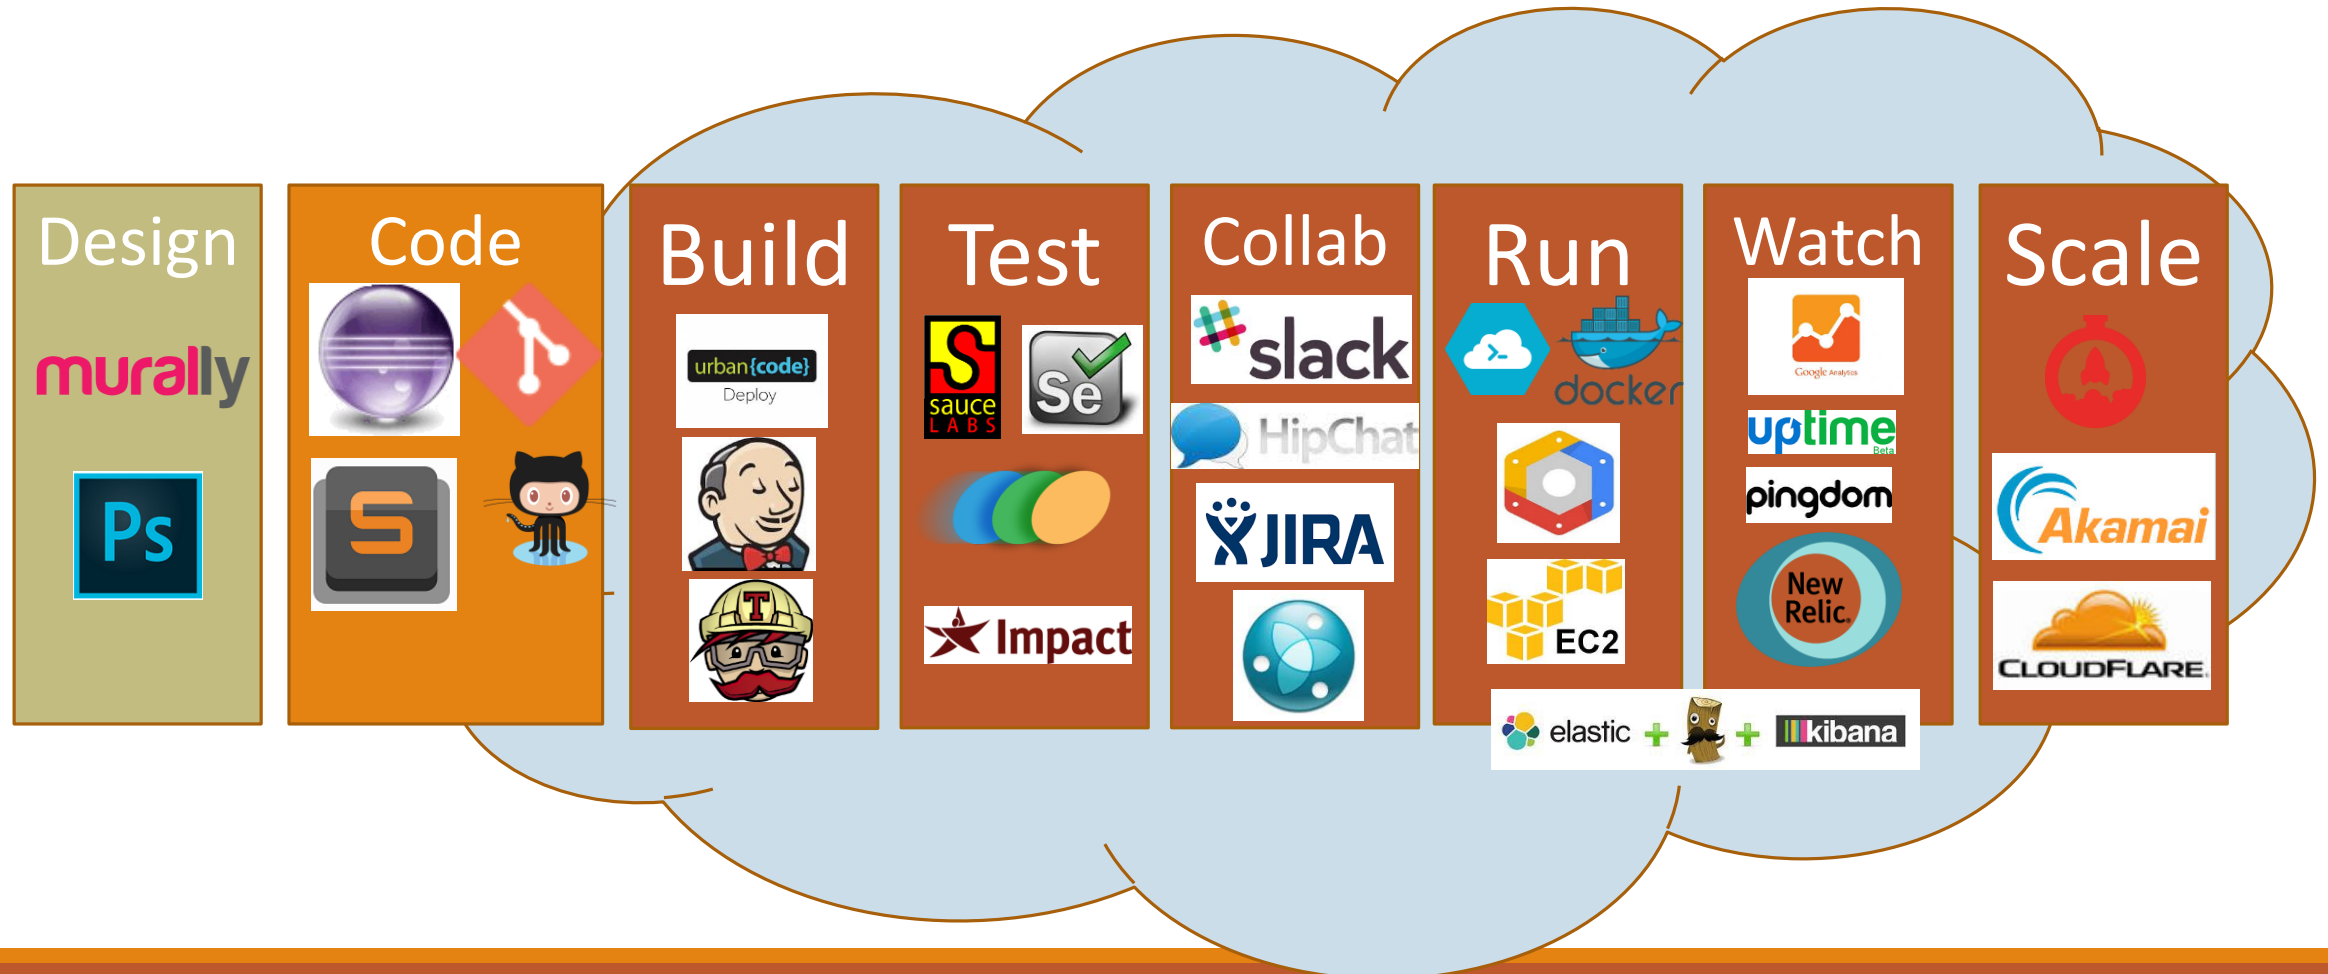 Design
murally
Ps
Code
S
Build
urban{code}
Deploy
T
Test
S
sauce
LABS
Se
Impact
Collab
slack
HipChat
JIRA
Run
docker
EC2
Watch
Google Analytics
uptime
Beta
pingdom
New
Relic.
elastic + + kibana
Scale
Akamai
CLOUDFLARE.